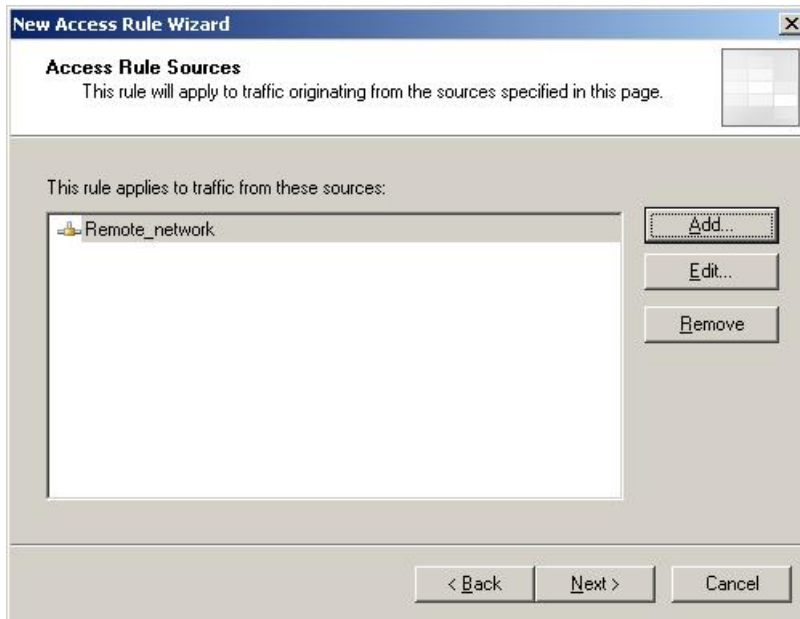 New Access Rule Wizard
Access Rule Sources
This rule will apply to traffic originating from the sources specified in this page.
This rule applies to traffic from these sources:
Remote_network
Add...
Edit...
Remove
< Back
Next >
Cancel